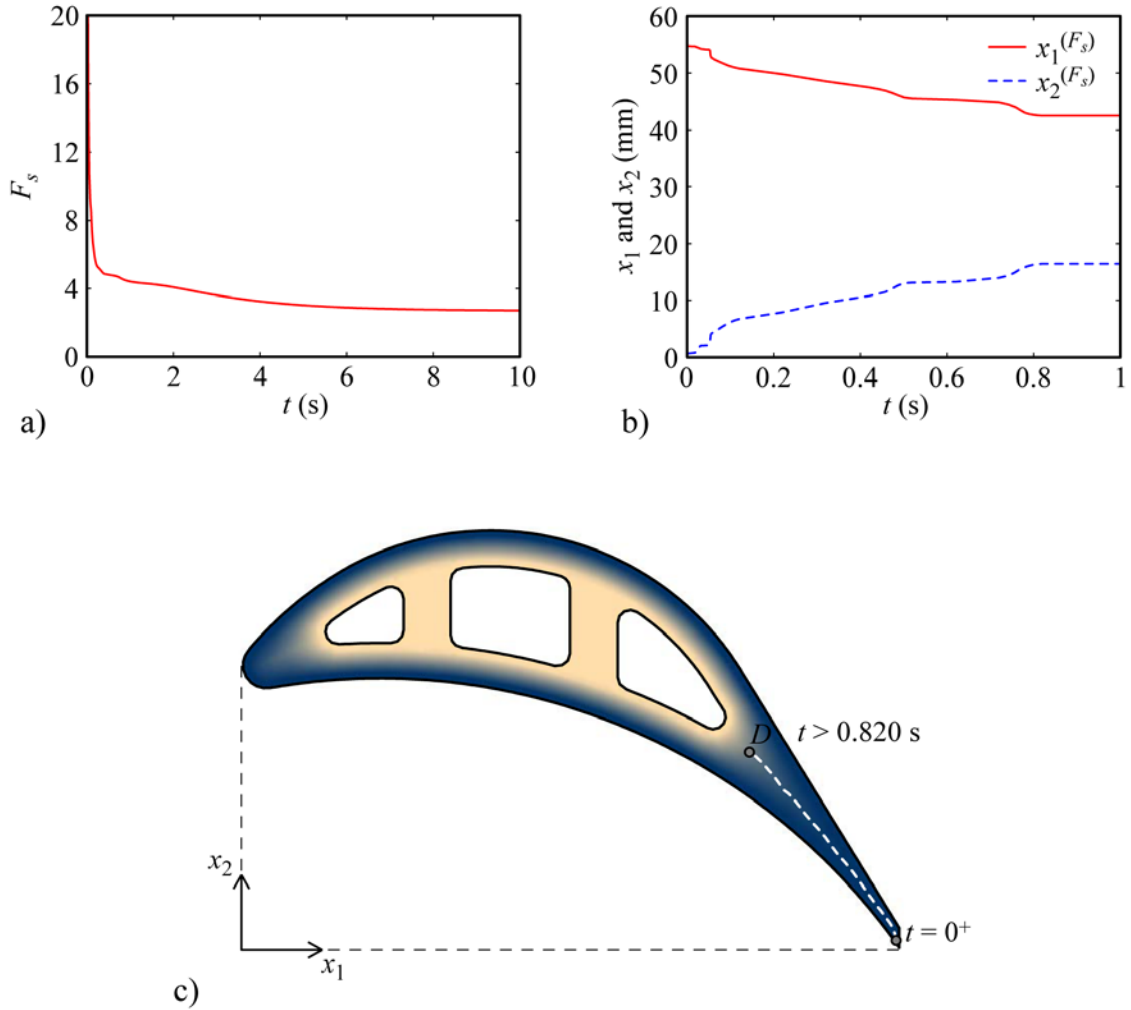 20
16
12
8
4
0
F_s
0 2 4 6 8 10
t (s)
a)
60
50
40
30
20
10
0
x_1 and x_2 (mm)
x_1^(F_s)
x_2^(F_s)
0 0.2 0.4 0.6 0.8 1
t (s)
b)
D
t > 0.820 s
x_2
t = 0^+
x_1
c)